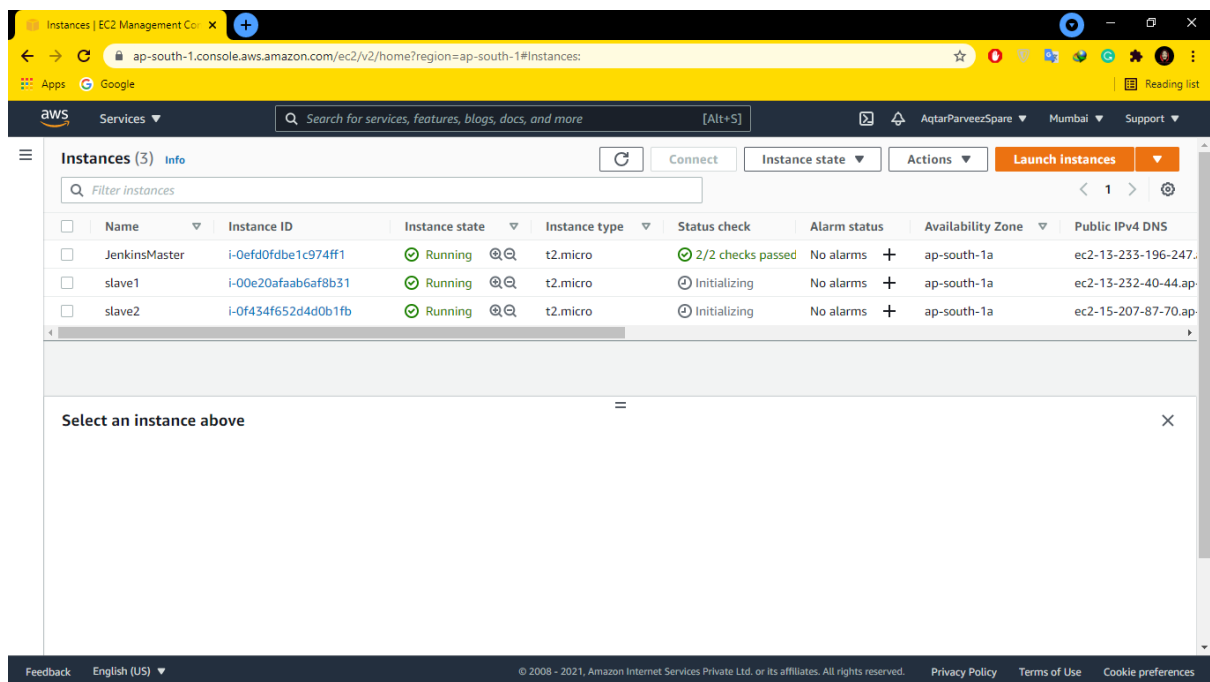 Instances | EC2 Management Con
ap-south-1.console.aws.amazon.com/ec2/v2/home?region=ap-south-1#Instances:
Apps Google Reading list
aws Services Search for services, features, blogs, docs, and more [Alt+S] AqtarParveezSpare Mumbai Support
Instances (3) Info Connect Instance state Actions Launch instances
Filter instances 1
Name Instance ID Instance state Instance type Status check Alarm status Availability Zone Public IPv4 DNS
JenkinsMaster i-0efd0fdbe1c974ff1 Running t2.micro 2/2 checks passed No alarms + ap-south-1a ec2-13-233-196-247.
slave1 i-00e20afaab6af8b31 Running t2.micro Initializing No alarms + ap-south-1a ec2-13-232-40-44.ap-
slave2 i-0f434f652d4d0b1fb Running t2.micro Initializing No alarms + ap-south-1a ec2-15-207-87-70.ap-
Select an instance above
Feedback English (US) © 2008 - 2021, Amazon Internet Services Private Ltd. or its affiliates. All rights reserved. Privacy Policy Terms of Use Cookie preferences